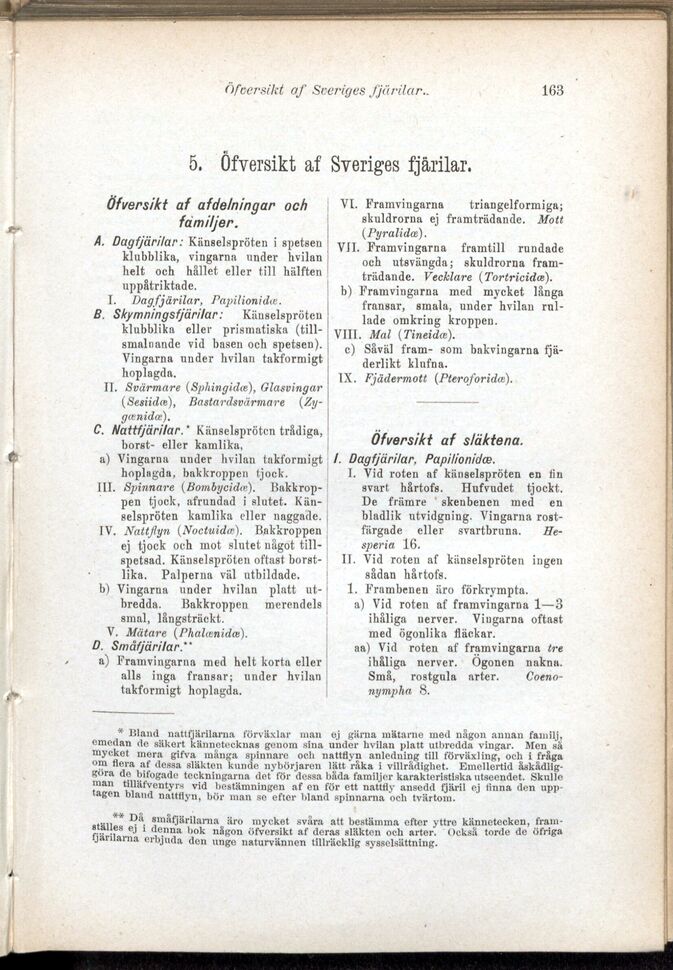 Öfversikt af Sveriges fjärilar.. 163
5. Öfversikt af Sveriges fjärilar.
Öfversikt af afdelningar och
familjer.
A. Dagfjärilar: Känselspröten i spetsen
klubblika, vingarna under hvilan
helt och hållet eller till hälften
uppåtriktade.
I. Dagfjärilar, Papilionidæ.
B. Skymningsfjärilar: Känselspröten
klubblika eller prismatiska (till-
smalnande vid basen och spetsen).
Vingarna under hvilan takformigt
hoplagda.
II. Svärmare (Sphingidæ), Glasvingar
(Sesiidæ), Bastardsvärmare (Zy-
gænidæ).
C. Nattfjärilar.* Känselspröten trådiga,
borst- eller kamlika,
a) Vingarna under hvilan takformigt
hoplagda, bakkroppen tjock.
III. Spinnare (Bombycidæ). Bakkrop-
pen tjock, afrundad i slutet. Kän-
selspröten kamlika eller naggade.
IV. Nattflyn (Noctuidæ). Bakkroppen
ej tjock och mot slutet något till-
spetsad. Känselspröten oftast borst-
lika. Palperna väl utbildade.
b) Vingarna under hvilan platt ut-
bredda. Bakkroppen merendels
smal, långsträckt.
V. Mätare (Phalænidæ).
D. Småfjärilar.**
a) Framvingarna med helt korta eller
alls inga fransar; under hvilan
takformigt hoplagda.
VI. Framvingarna triangelformiga;
skuldrorna ej framträdande. Mott
(Pyralidæ).
VII. Framvingarna framtill rundade
och utsvängda; skuldrorna fram-
trädande. Vecklare (Tortricidæ).
b) Framvingarna med mycket långa
fransar, smala, under hvilan rul-
lade omkring kroppen.
VIII. Mal (Tineidæ).
c) Såväl fram- som bakvingarna fjä-
derlikt klufna.
IX. Fjädermott (Pteroforidæ).
Öfversikt af släktena.
I. Dagfjärilar, Papilionidæ.
I. Vid roten af känselspröten en fin
svart hårtofs. Hufvudet tjockt.
De främre skenbenen med en
bladlik utvidgning. Vingarna rost-
färgade eller svartbruna. He-
speria 16.
II. Vid roten af känselspröten ingen
sådan hårtofs.
1. Frambenen äro förkrympta.
a) Vid roten af framvingarna 1—3
ihåliga nerver. Vingarna oftast
med ögonlika fläckar.
aa) Vid roten af framvingarna tre
ihåliga nerver. Ögonen nakna.
Små, rostgula arter. Coeno-
nympha 8.
* Bland nattfjärilarna förväxlar man ej gärna mätarne med någon annan familj,
emedan de säkert kännetecknas genom sina under hvilan platt utbredda vingar. Men så
mycket mera gifva många spinnare och nattflyn anledning till förväxling, och i fråga
om flera af dessa släkten kunde nybörjaren lätt råka i villrådighet. Emellertid åskådlig-
göra de bifogade teckningarna det för dessa båda familjer karakteristiska utseendet. Skulle
man tilläfventyrs vid bestämningen af en för ett nattfly ansedd fjäril ej finna den upp-
tagen bland nattflyn, bör man se efter bland spinnarna och tvärtom.
** Då småfjärilarna äro mycket svåra att bestämma efter yttre kännetecken, fram-
ställes ej i denna bok någon öfversikt af deras släkten och arter. Också torde de öfriga
fjärilarna erbjuda den unge naturvännen tillräcklig sysselsättning.